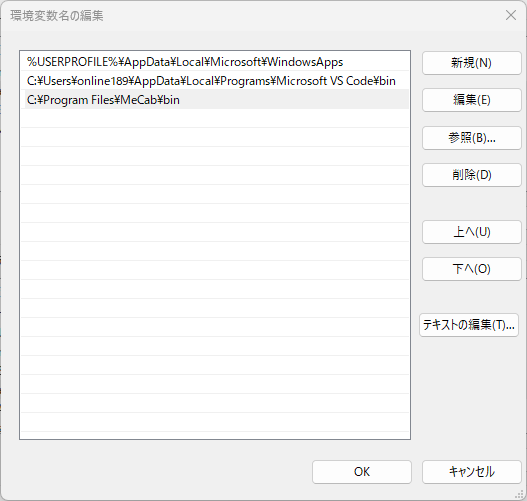 環境変数名の編集
%USERPROFILE%¥AppData¥Local¥Microsoft¥WindowsApps
C:¥Users¥online189¥AppData¥Local¥Programs¥Microsoft VS Code¥bin
C:¥Program Files¥MeCab¥bin
新規(N)
編集(E)
参照(B)...
削除(D)
上へ(U)
下へ(O)
テキストの編集(T)...
OK
キャンセル